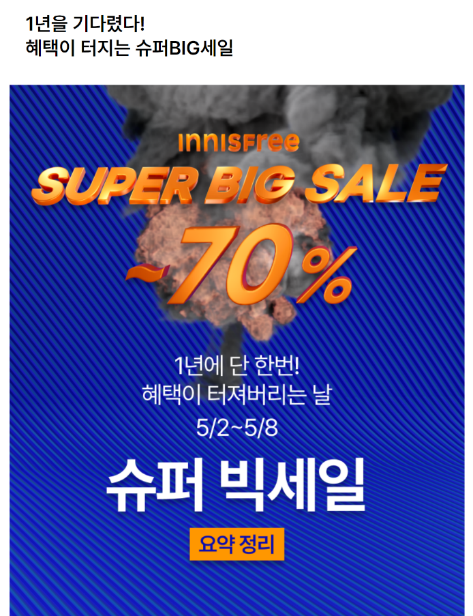 1년을 기다렸다!
혜택이 터지는 슈퍼BIG세일
INNISFree
SUPER BIG SALE
~70%
1년에 단 한번!
혜택이 터져버리는 날
5/2~5/8
슈퍼 빅세일
요약 정리